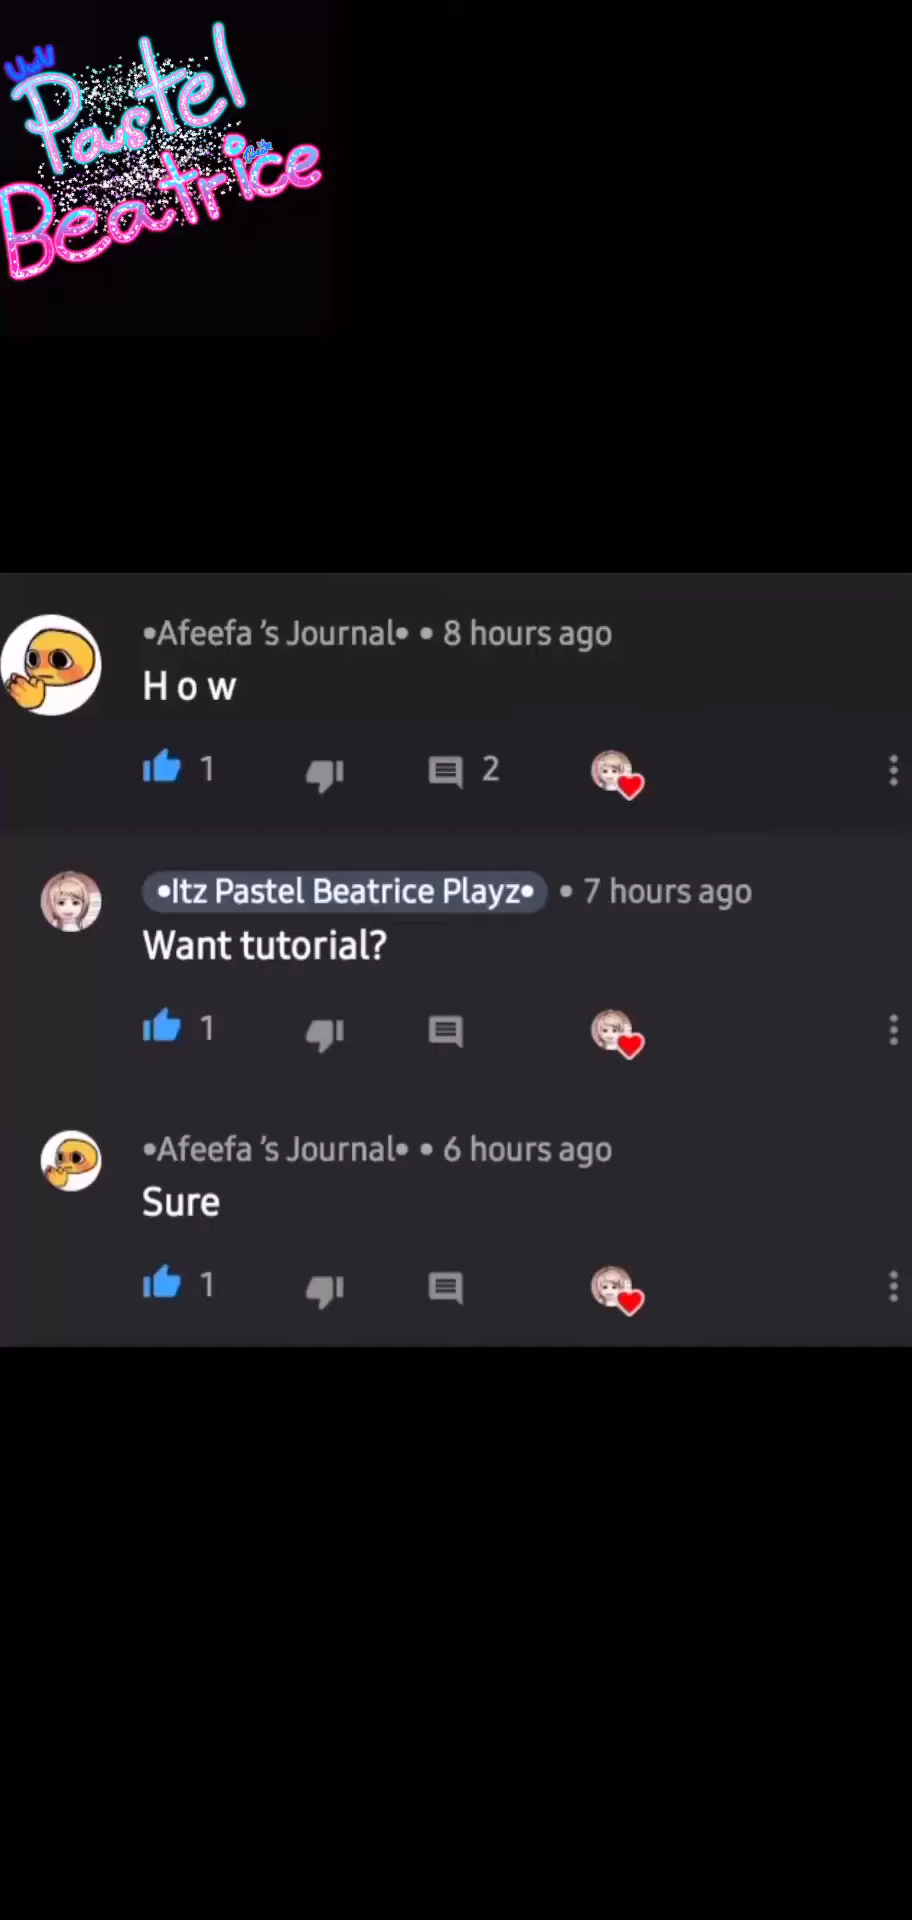 UwU
Pastel
Beatrice
•Afeefa 's Journal• • 8 hours ago
H o w
1
2
•Itz Pastel Beatrice Playz• • 7 hours ago
Want tutorial?
1
•Afeefa 's Journal• • 6 hours ago
Sure
1